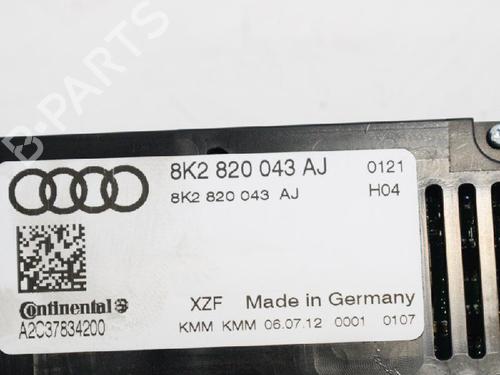 B-PARTS
8K2 820 043 AJ 0121
8K2 820 043 AJ H04
Continental
A2C37834200
XZF Made in Germany
KMM KMM 06.07.12 0001 0107